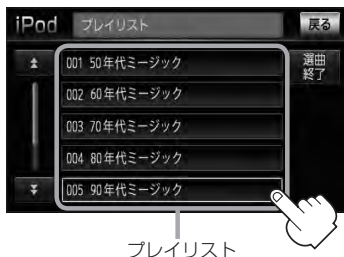 iPod プレイリスト 戻る
001 50年代ミージック 選曲
終了
002 60年代ミージック
003 70年代ミージック
004 80年代ミージック
005 90年代ミージック
プレイリスト